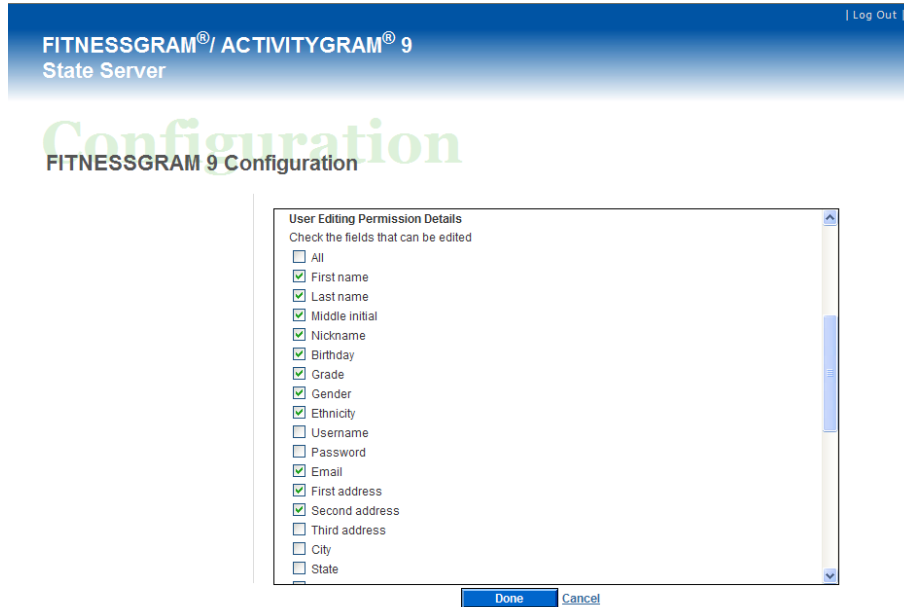 | Log Out |
FITNESSGRAM®/ ACTIVITYGRAM® 9
State Server
Configuration
FITNESSGRAM 9 Configuration
User Editing Permission Details
Check the fields that can be edited
All
First name
Last name
Middle initial
Nickname
Birthday
Grade
Gender
Ethnicity
Username
Password
Email
First address
Second address
Third address
City
State
Done Cancel